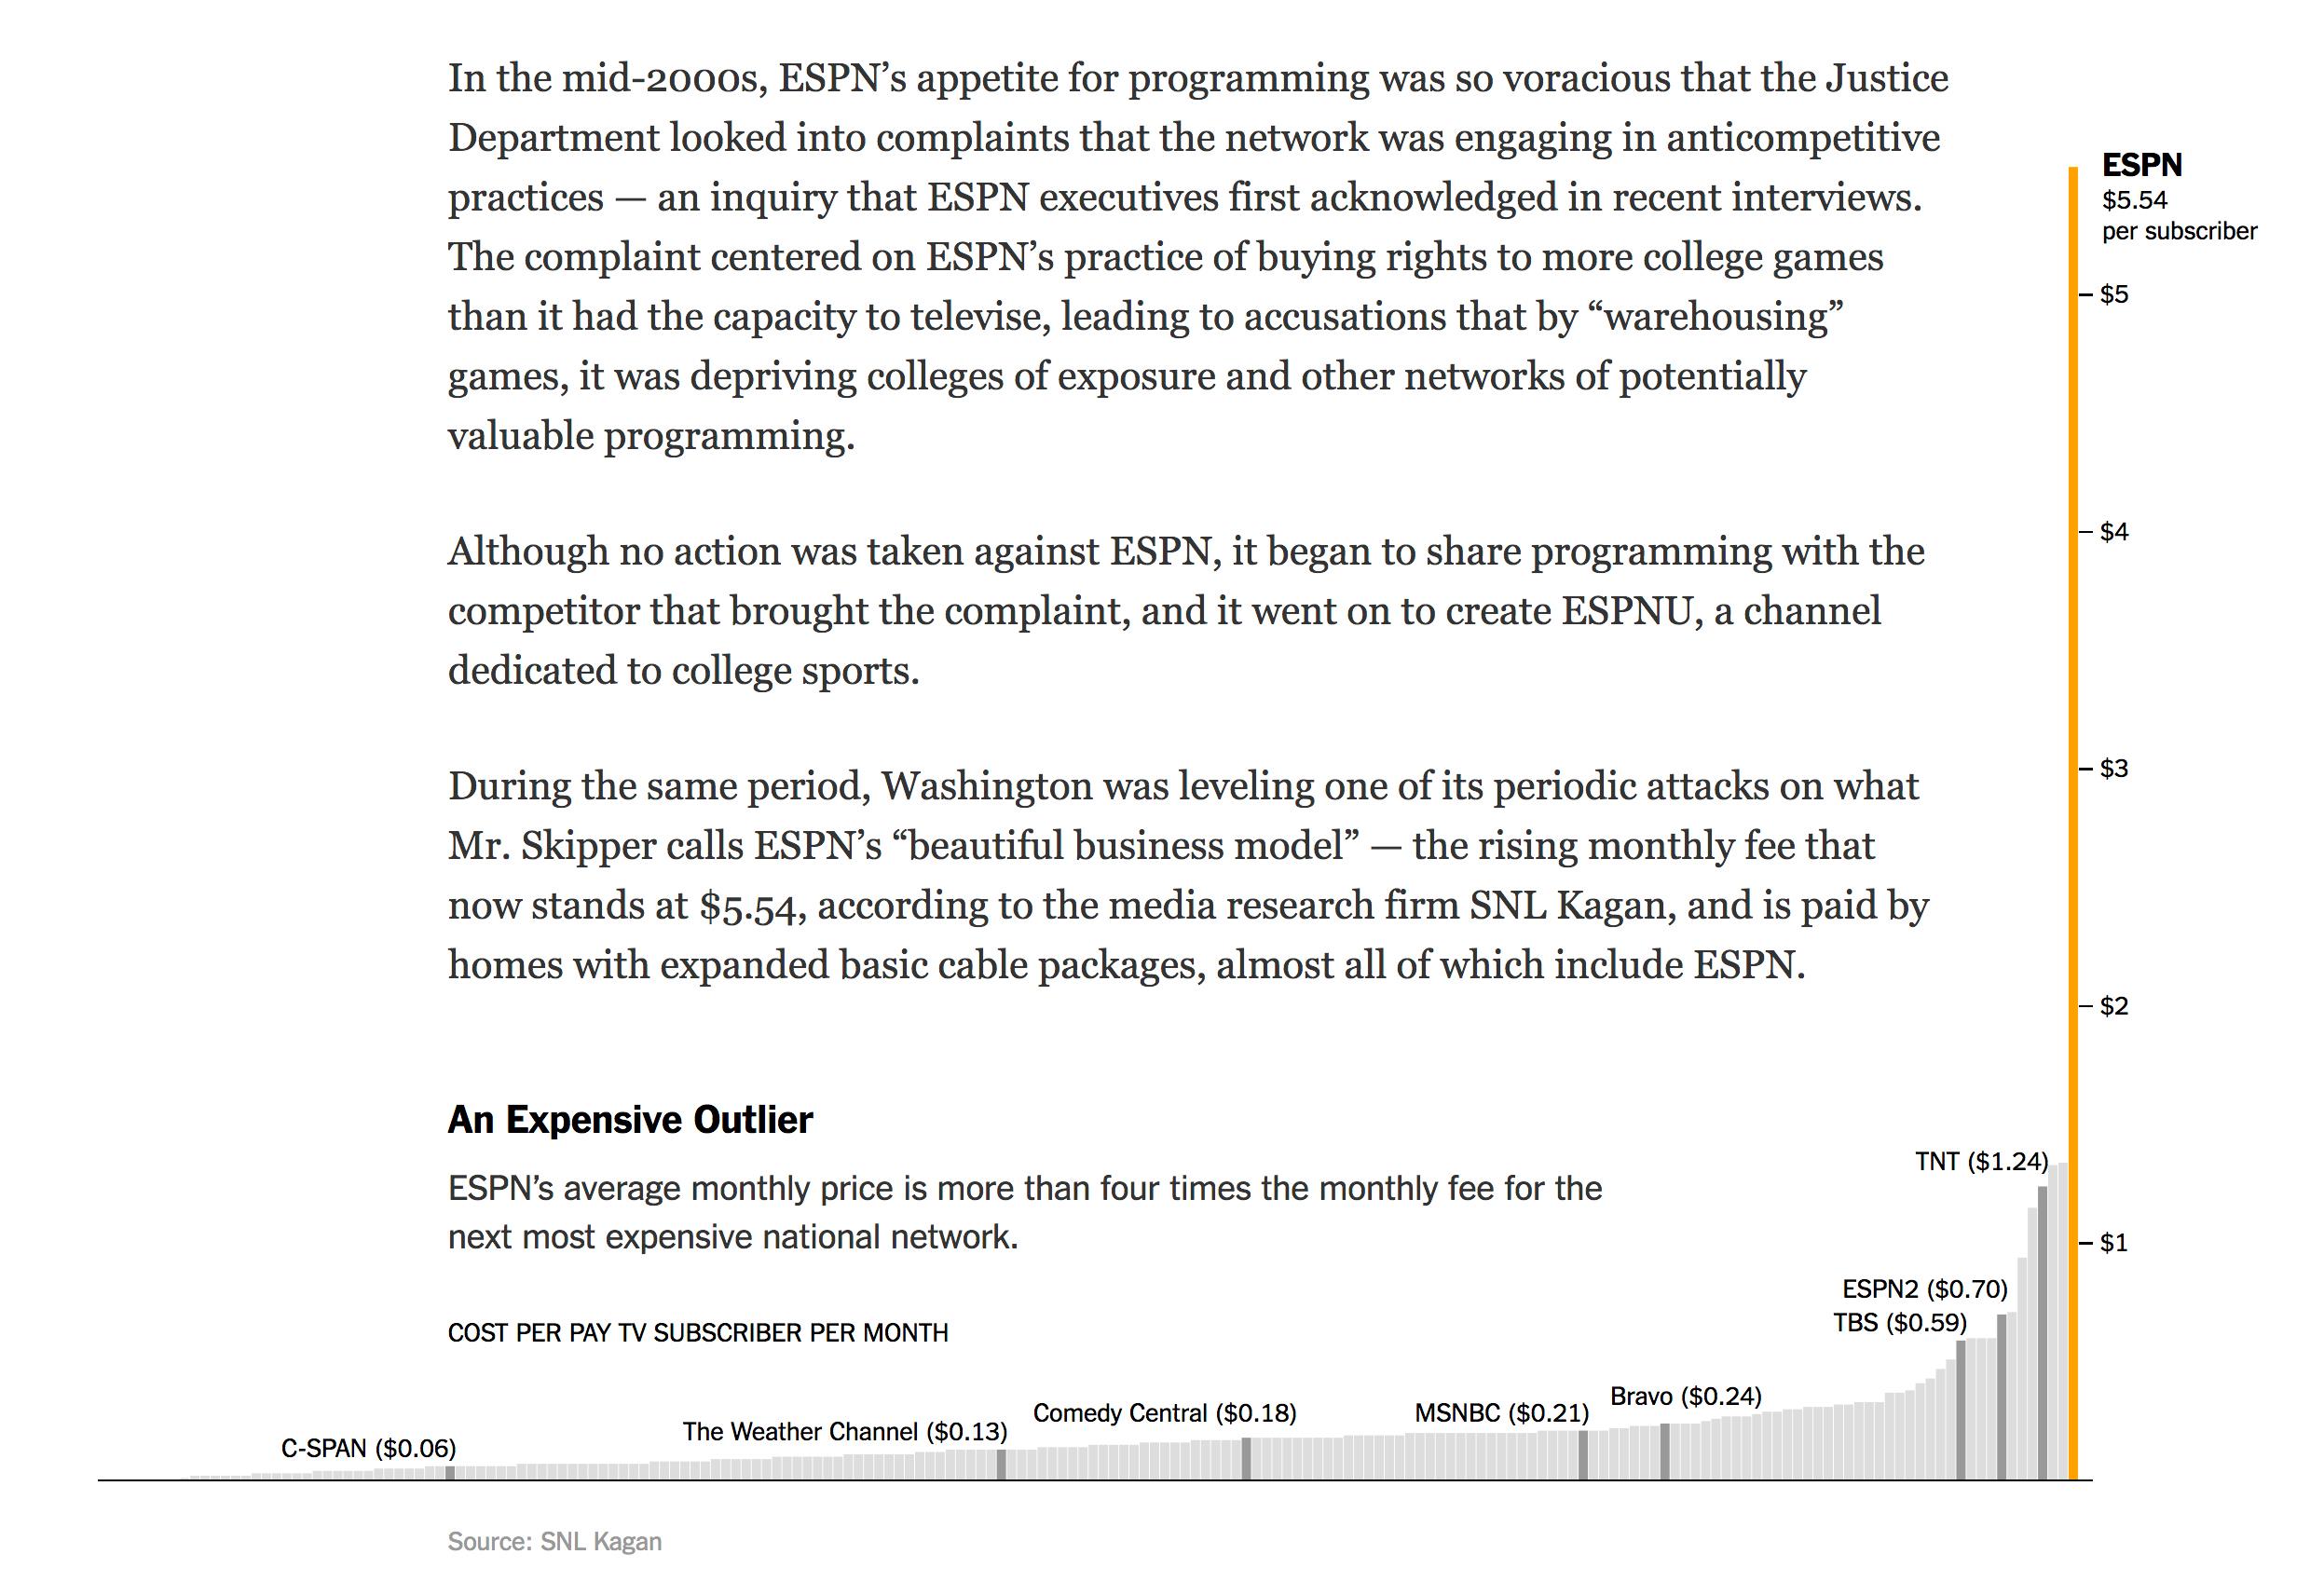 In the mid-2000s, ESPN’s appetite for programming was so voracious that the Justice
Department looked into complaints that the network was engaging in anticompetitive
practices — an inquiry that ESPN executives first acknowledged in recent interviews.
The complaint centered on ESPN’s practice of buying rights to more college games
than it had the capacity to televise, leading to accusations that by “warehousing”
games, it was depriving colleges of exposure and other networks of potentially
valuable programming.
Although no action was taken against ESPN, it began to share programming with the
competitor that brought the complaint, and it went on to create ESPNU, a channel
dedicated to college sports.
During the same period, Washington was leveling one of its periodic attacks on what
Mr. Skipper calls ESPN’s “beautiful business model” — the rising monthly fee that
now stands at $5.54, according to the media research firm SNL Kagan, and is paid by
homes with expanded basic cable packages, almost all of which include ESPN.
ESPN
$5.54
per subscriber
$5
$4
$3
$2
$1
An Expensive Outlier
ESPN’s average monthly price is more than four times the monthly fee for the
next most expensive national network.
COST PER PAY TV SUBSCRIBER PER MONTH
C-SPAN ($0.06)
The Weather Channel ($0.13)
Comedy Central ($0.18)
MSNBC ($0.21)
Bravo ($0.24)
TBS ($0.59)
ESPN2 ($0.70)
TNT ($1.24)
Source: SNL Kagan